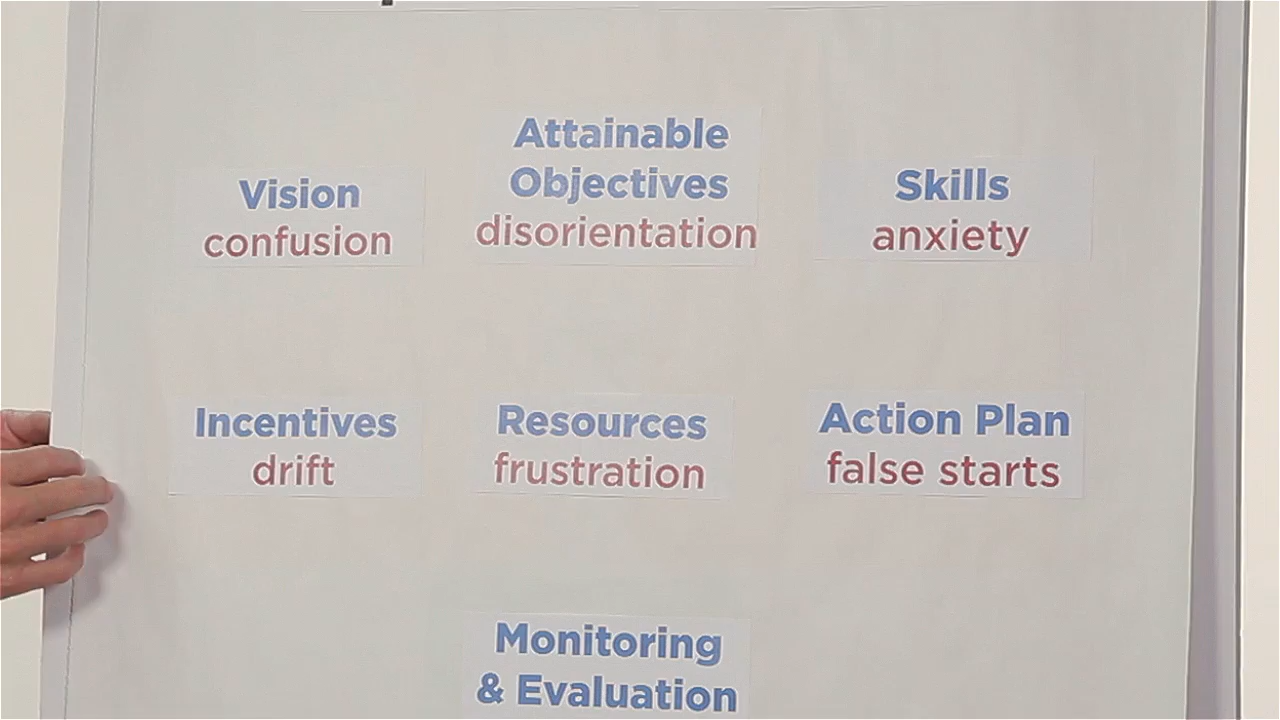 Attainable
Objectives
disorientation
Vision
confusion
Skills
anxiety
Incentives
drift
Resources
frustration
Action Plan
false starts
Monitoring
& Evaluation